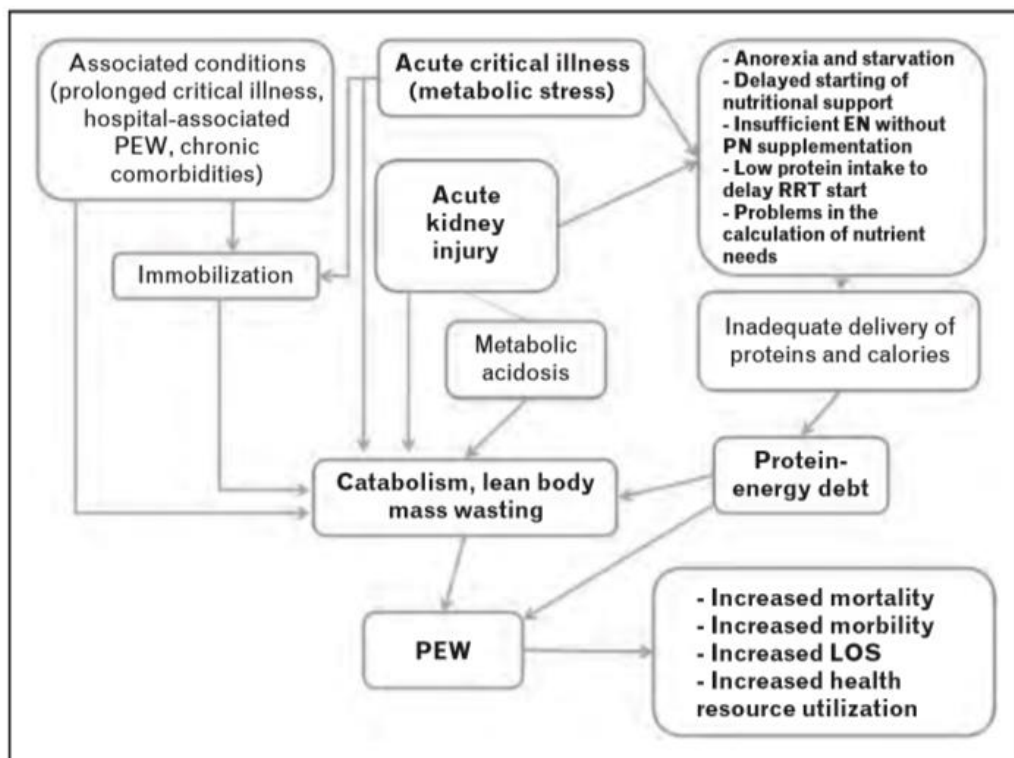 Associated conditions
(prolonged critical illness,
hospital-associated
PEW, chronic
comorbidities)
Acute critical illness
(metabolic stress)
- Anorexia and starvation
- Delayed starting of
nutritional support
- Insufficient EN without
PN supplementation
- Low protein intake to
delay RRT start
- Problems in the
calculation of nutrient
needs
Acute
kidney
injury
Immobilization
Metabolic
acidosis
Inadequate delivery of
proteins and calories
Catabolism, lean body
mass wasting
Protein-
energy debt
PEW
- Increased mortality
- Increased morbility
- Increased LOS
- Increased health
resource utilization